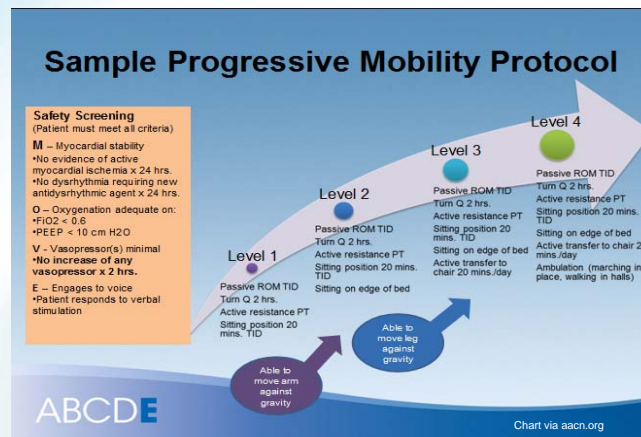 Sample Progressive Mobility Protocol
Safety Screening
(Patient must meet all criteria)
M – Myocardial stability
•No evidence of active
myocardial ischemia x 24 hrs.
•No dysrhythmia requiring new
antidysrhythmic agent x 24 hrs.
O – Oxygenation adequate on:
•FiO2 < 0.6
•PEEP < 10 cm H2O
V - Vasopressor(s) minimal
•No increase of any
vasopressor x 2 hrs.
E – Engages to voice
•Patient responds to verbal
stimulation
Level 1
Passive ROM TID
Turn Q 2 hrs.
Active resistance PT
Sitting position 20
mins. TID
Level 2
Passive ROM TID
Turn Q 2 hrs.
Active resistance PT
Sitting position 20 mins.
TID
Sitting on edge of bed
Level 3
Passive ROM TID
Turn Q 2 hrs.
Active resistance PT
Sitting position 20
mins. TID
Sitting on edge of bed
Active transfer to
chair 20 mins./day
Level 4
Passive ROM TID
Turn Q 2 hrs.
Active resistance PT
Sitting position 20 mins.
TID
Sitting on edge of bed
Active transfer to chair
mins./day
Ambulation (marching in
place, walking in halls)
Able to
move arm
against
gravity
Able to
move leg
against
gravity
ABCDE
Chart via aacn.org